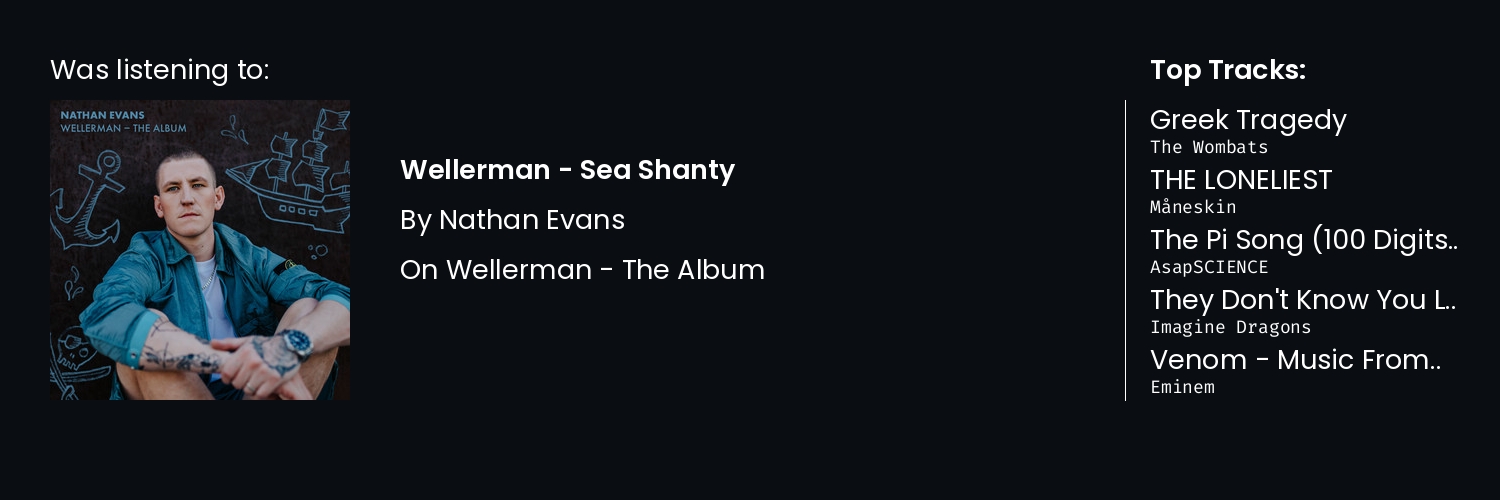 Was listening to:
NATHAN EVANS
WELLERMAN – THE ALBUM
Wellerman - Sea Shanty
By Nathan Evans
On Wellerman - The Album
Top Tracks:
Greek Tragedy
The Wombats
THE LONELIEST
Måneskin
The Pi Song (100 Digits..
AsapSCIENCE
They Don't Know You L..
Imagine Dragons
Venom - Music From..
Eminem